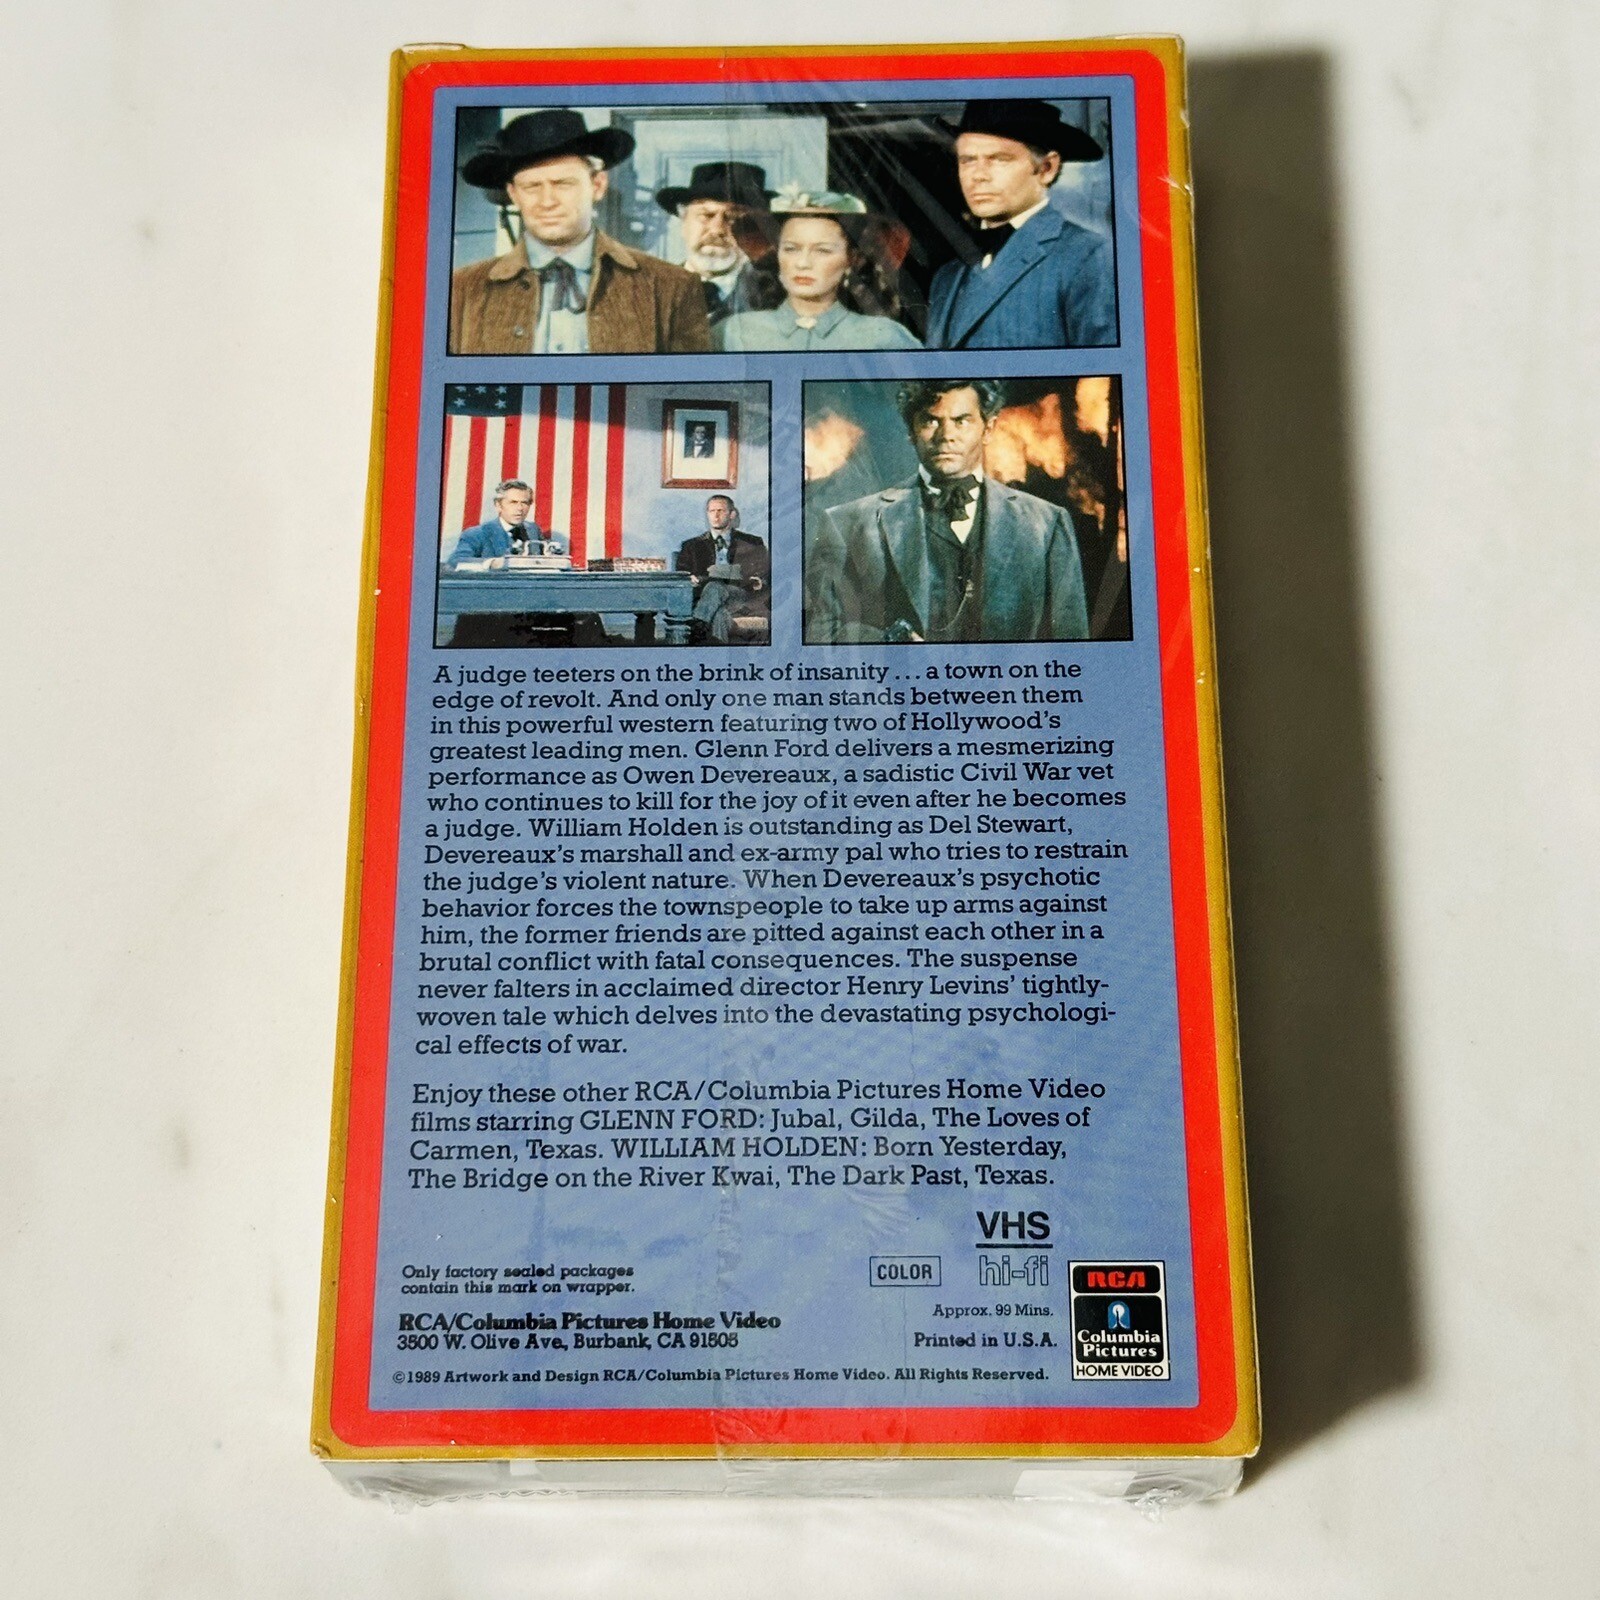 A judge teeters on the brink of insanity ... a town on the
edge of revolt. And only one man stands between them
in this powerful western featuring two of Hollywood's
greatest leading men. Glenn Ford delivers a mesmerizing
performance as Owen Devereaux, a sadistic Civil War vet
who continues to kill for the joy of it even after he becomes
a judge. William Holden is outstanding as Del Stewart,
Devereaux's marshall and ex-army pal who tries to restrain
the judge's violent nature. When Devereaux's psychotic
behavior forces the townspeople to take up arms against
him, the former friends are pitted against each other in a
brutal conflict with fatal consequences. The suspense
never falters in acclaimed director Henry Levins' tightly-
woven tale which delves into the devastating psychologi-
cal effects of war.
Enjoy these other RCA/Columbia Pictures Home Video
films starring GLENN FORD: Jubal, Gilda, The Loves of
Carmen, Texas. WILLIAM HOLDEN: Born Yesterday,
The Bridge on the River Kwai, The Dark Past, Texas.
VHS
hi-fi
COLOR
Only factory sealed packages
contain this mark on wrapper.
RCA/Columbia Pictures Home Video
3500 W. Olive Ave, Burbank, CA 91505
Approx. 99 Mins.
Printed in U.S.A.
©1989 Artwork and Design RCA/Columbia Pictures Home Video. All Rights Reserved.
RCA
Columbia
Pictures
HOME VIDEO